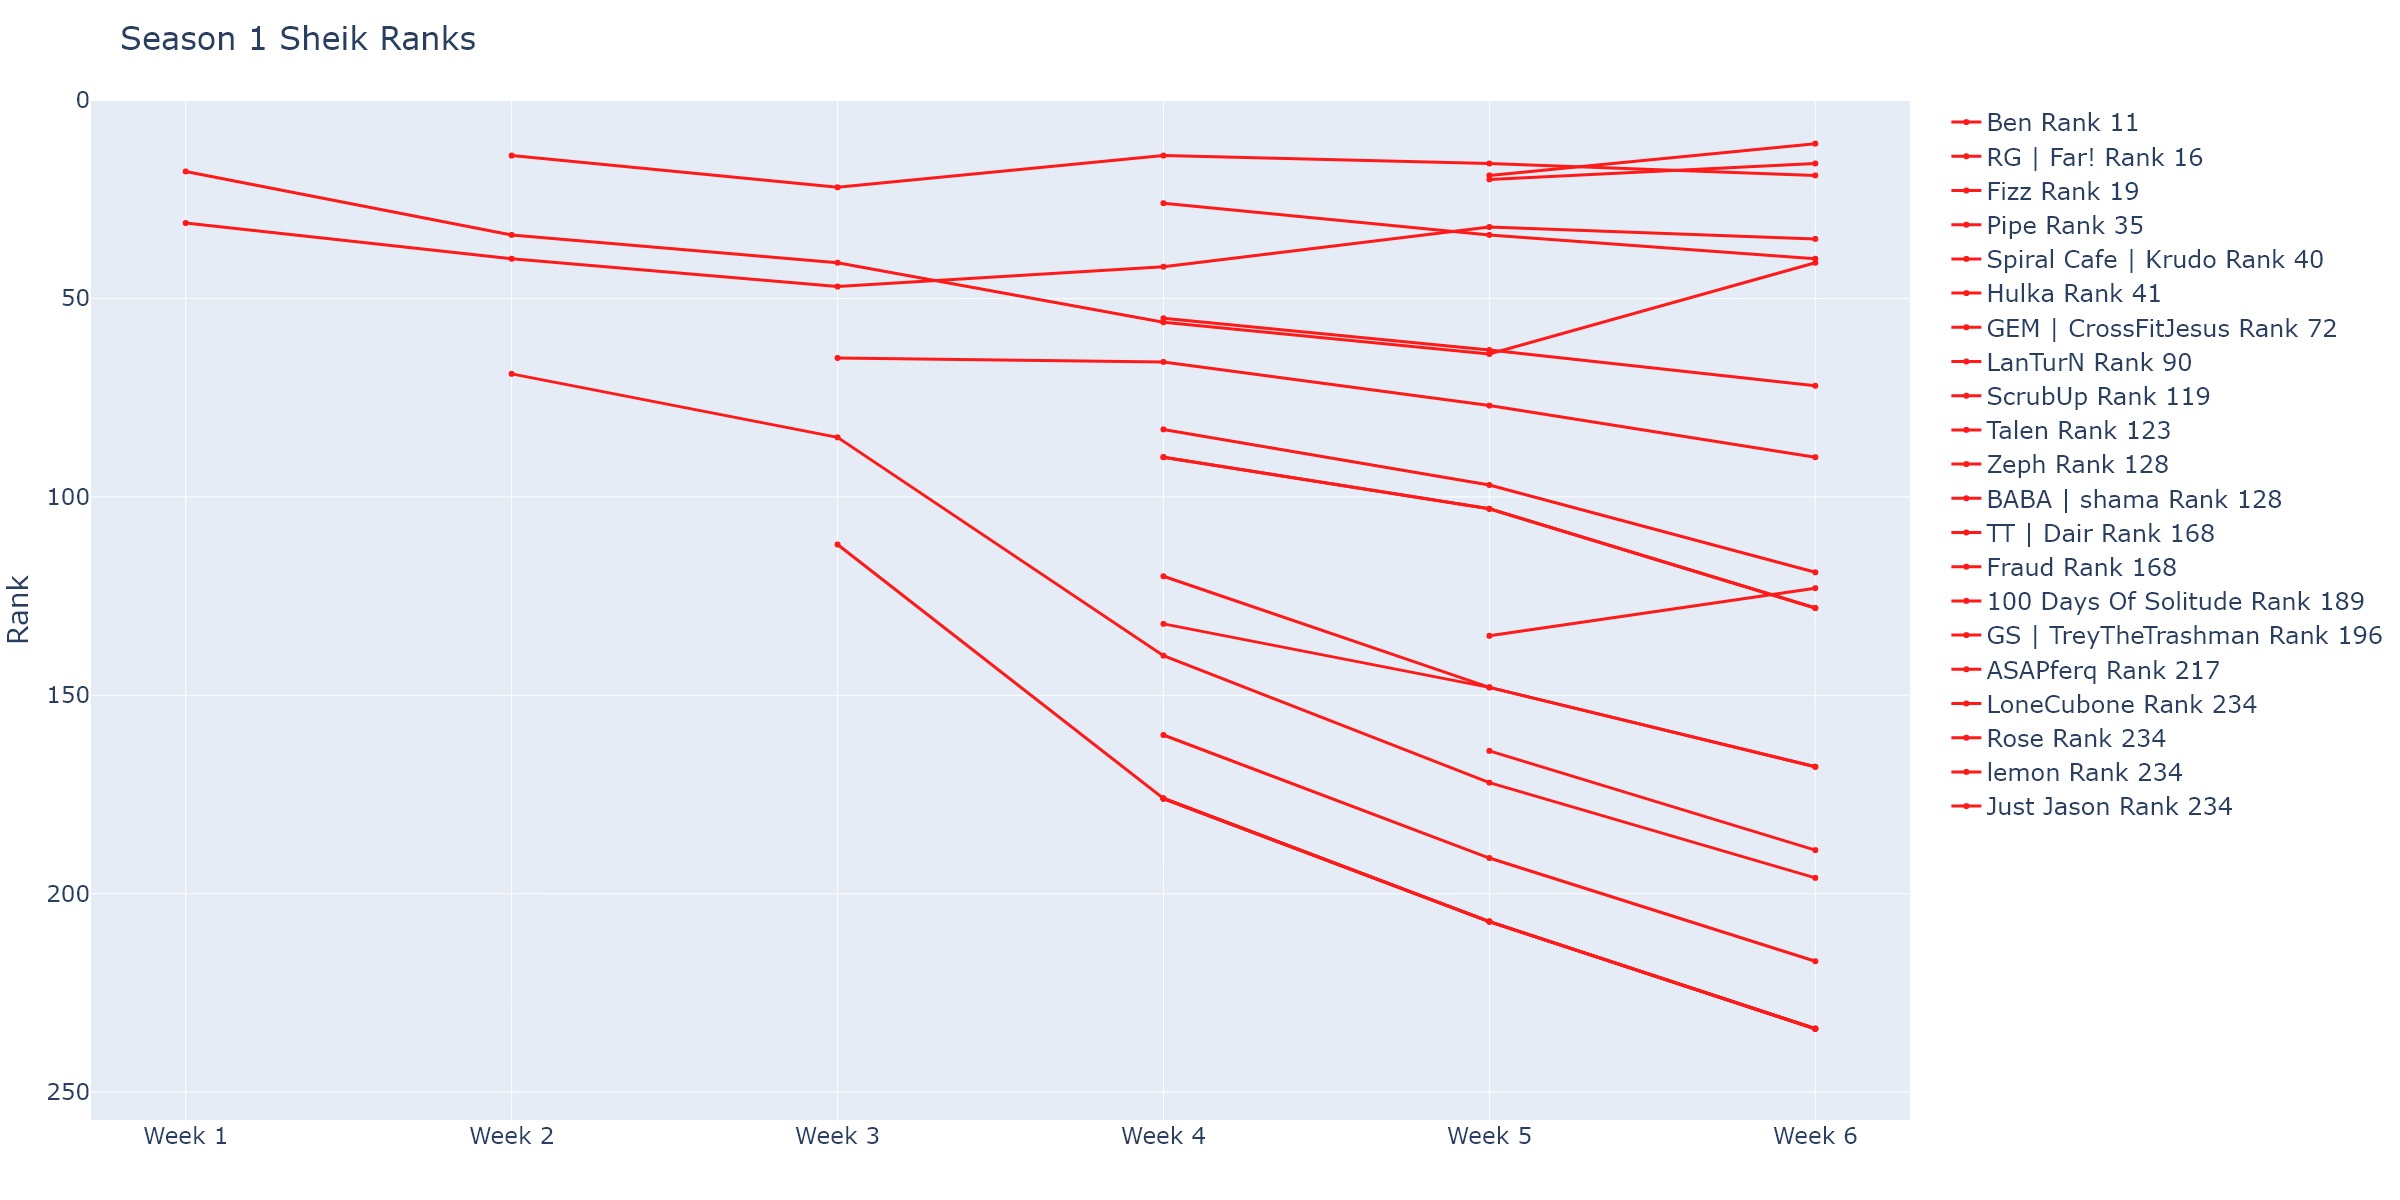 Season 1 Sheik Ranks
Rank
0
50
100
150
200
250
Week 1
Week 2
Week 3
Week 4
Week 5
Week 6
Ben Rank 11
RG | Far! Rank 16
Fizz Rank 19
Pipe Rank 35
Spiral Cafe | Krudo Rank 40
Hulka Rank 41
GEM | CrossFitJesus Rank 72
LanTurN Rank 90
ScrubUp Rank 119
Talen Rank 123
Zeph Rank 128
BABA | shama Rank 128
TT | Dair Rank 168
Fraud Rank 168
100 Days Of Solitude Rank 189
GS | TreyTheTrashman Rank 196
ASAPferq Rank 217
LoneCubone Rank 234
Rose Rank 234
lemon Rank 234
Just Jason Rank 234